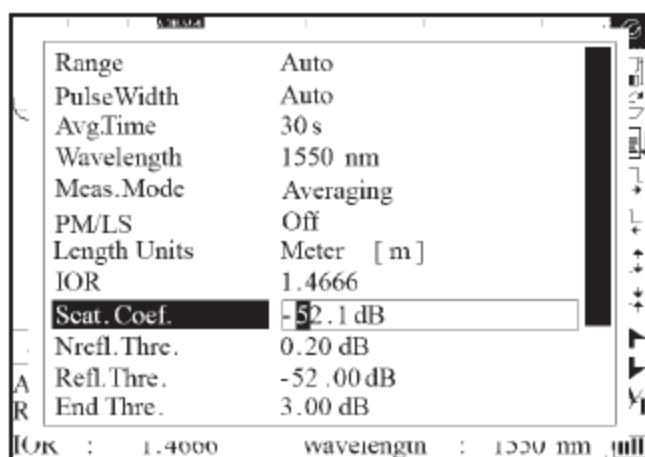 Range Auto
PulseWidth Auto
Avg.Time 30 s
Wavelength 1550 nm
Meas.Mode Averaging
PM/LS Off
Length Units Meter [ m ]
IOR 1.4666
Scat. Coef. -52.1 dB
Nrefl.Thre. 0.20 dB
Refl.Thre. -52 .00 dB
A
R End Thre. 3.00 dB
IOR : 1.4666 wavelength : 1550 nm